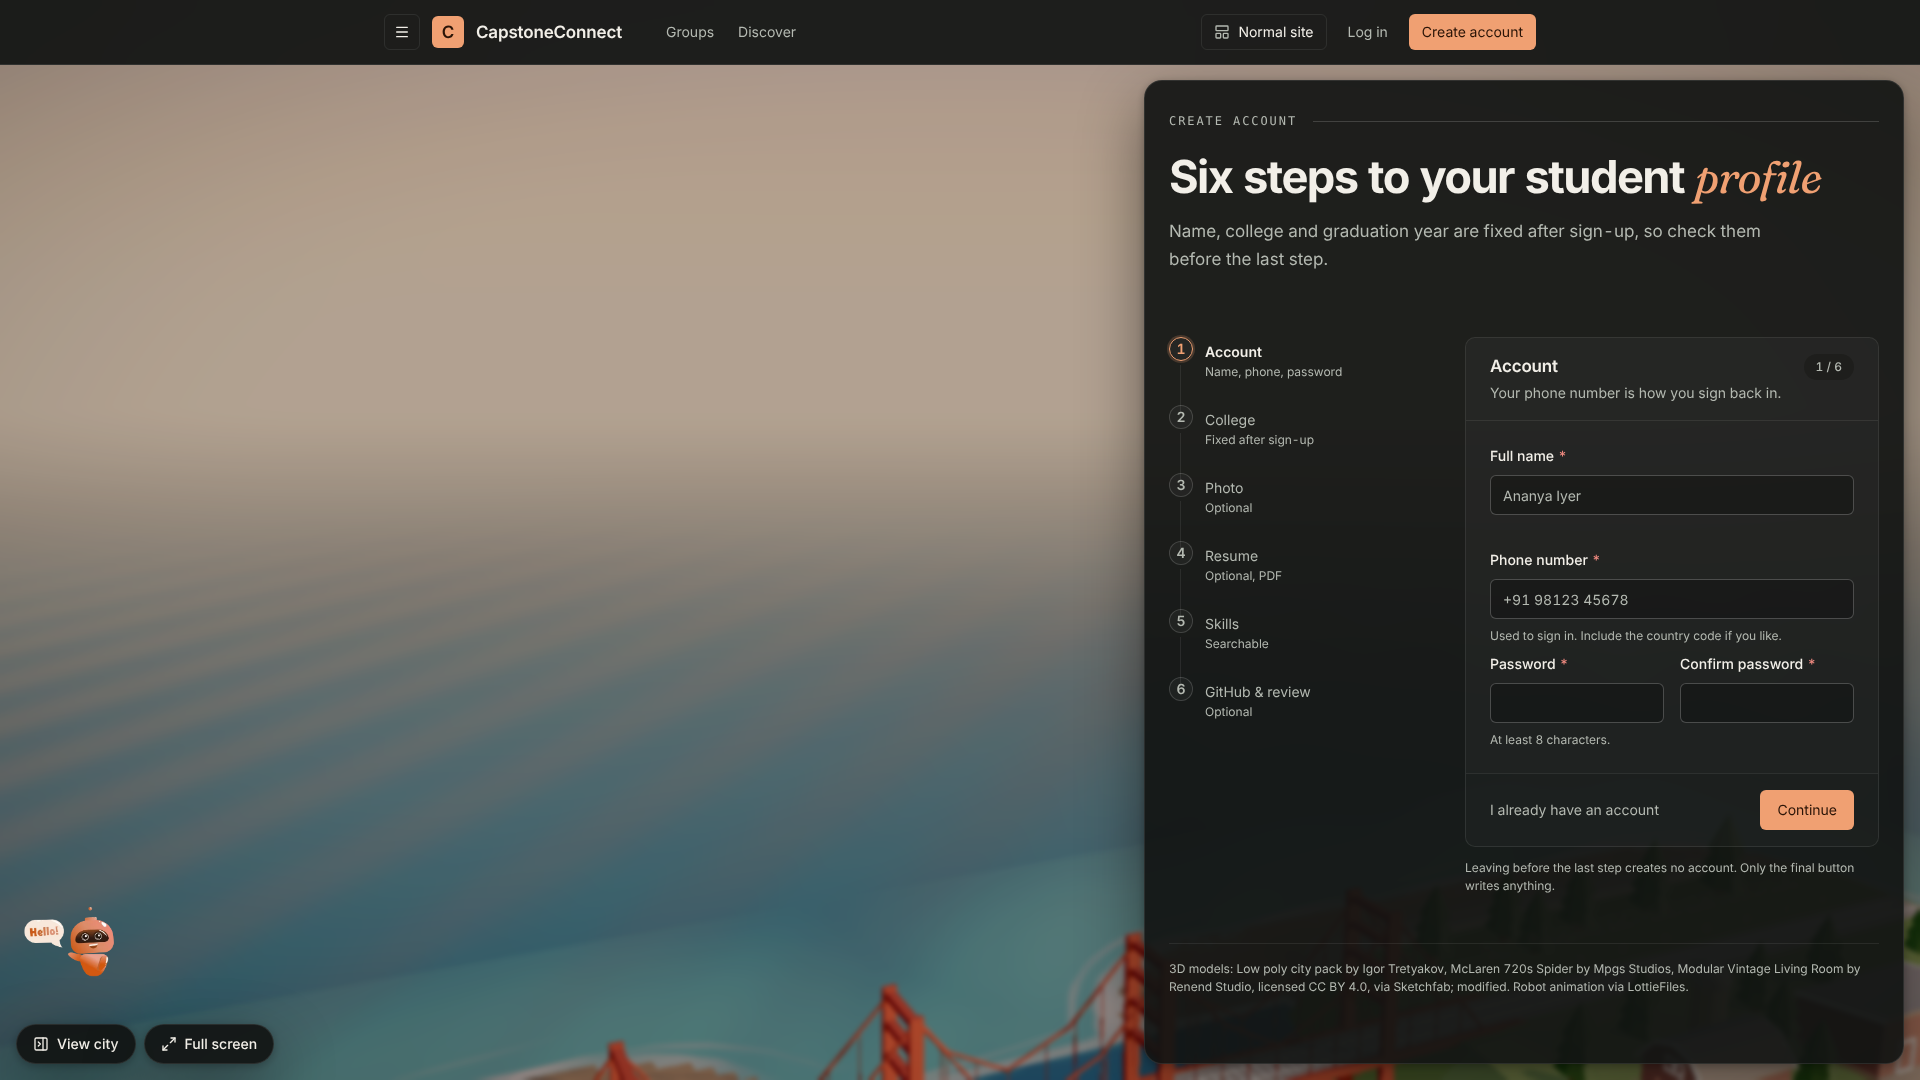 C CapstoneConnect Groups Discover Normal site Log in Create account
CREATE ACCOUNT
Six steps to your student profile
Name, college and graduation year are fixed after sign-up, so check them
before the last step.
1 Account
Name, phone, password
2 College
Fixed after sign-up
3 Photo
Optional
4 Resume
Optional, PDF
5 Skills
Searchable
6 GitHub & review
Optional
Account 1 / 6
Your phone number is how you sign back in.
Full name *
Ananya Iyer
Phone number *
+91 98123 45678
Used to sign in. Include the country code if you like.
Password * Confirm password *
At least 8 characters.
I already have an account Continue
Leaving before the last step creates no account. Only the final button
writes anything.
3D models: Low poly city pack by Igor Tretyakov, McLaren 720s Spider by Mpgs Studios, Modular Vintage Living Room by
Renend Studio, licensed CC BY 4.0, via Sketchfab; modified. Robot animation via LottieFiles.
Hello!
View city Full screen